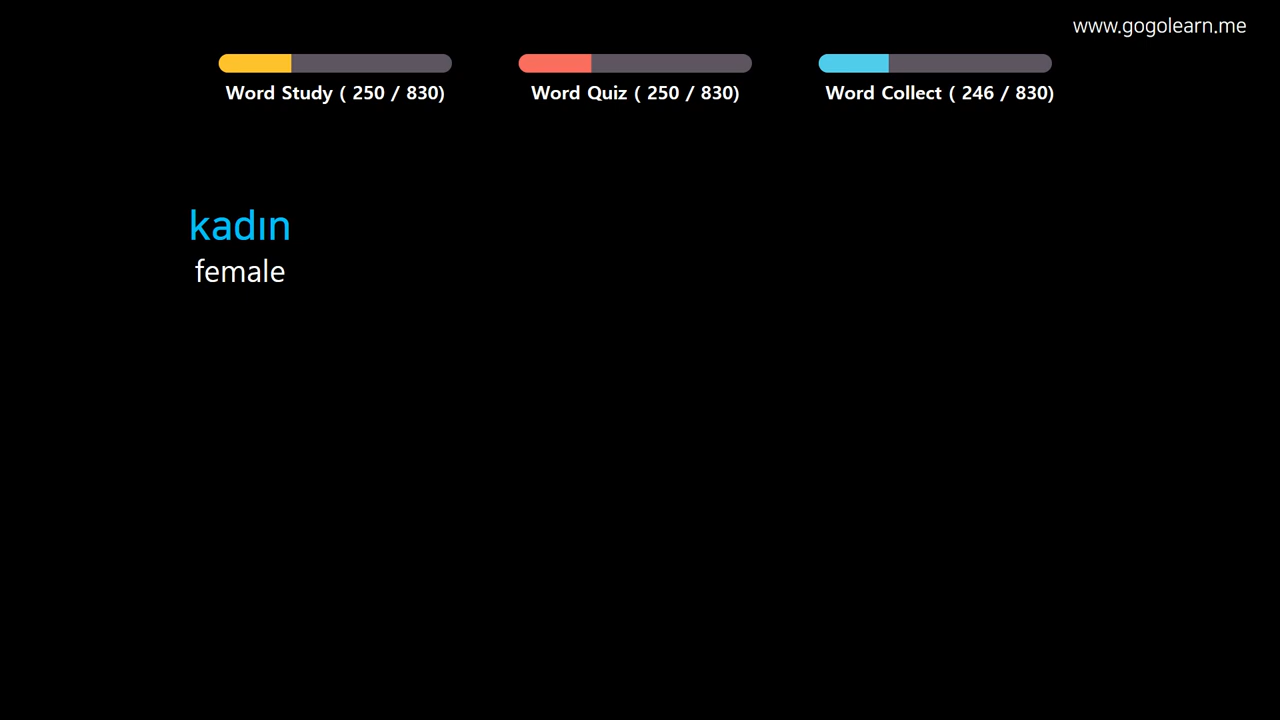 www.gogolearn.me
Word Study ( 250 / 830)
Word Quiz ( 250 / 830)
Word Collect ( 246 / 830)
kadın
female